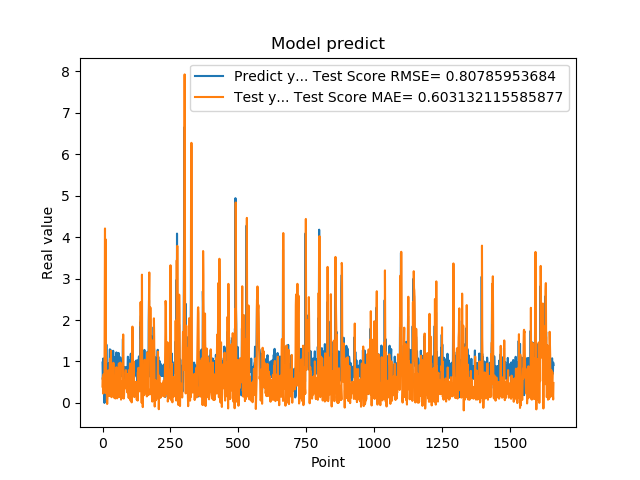 Model predict
Predict y... Test Score RMSE= 0.80785953684
Test y... Test Score MAE= 0.603132115585877
8
7
6
5
4
3
2
1
0
Real value
0 250 500 750 1000 1250 1500
Point